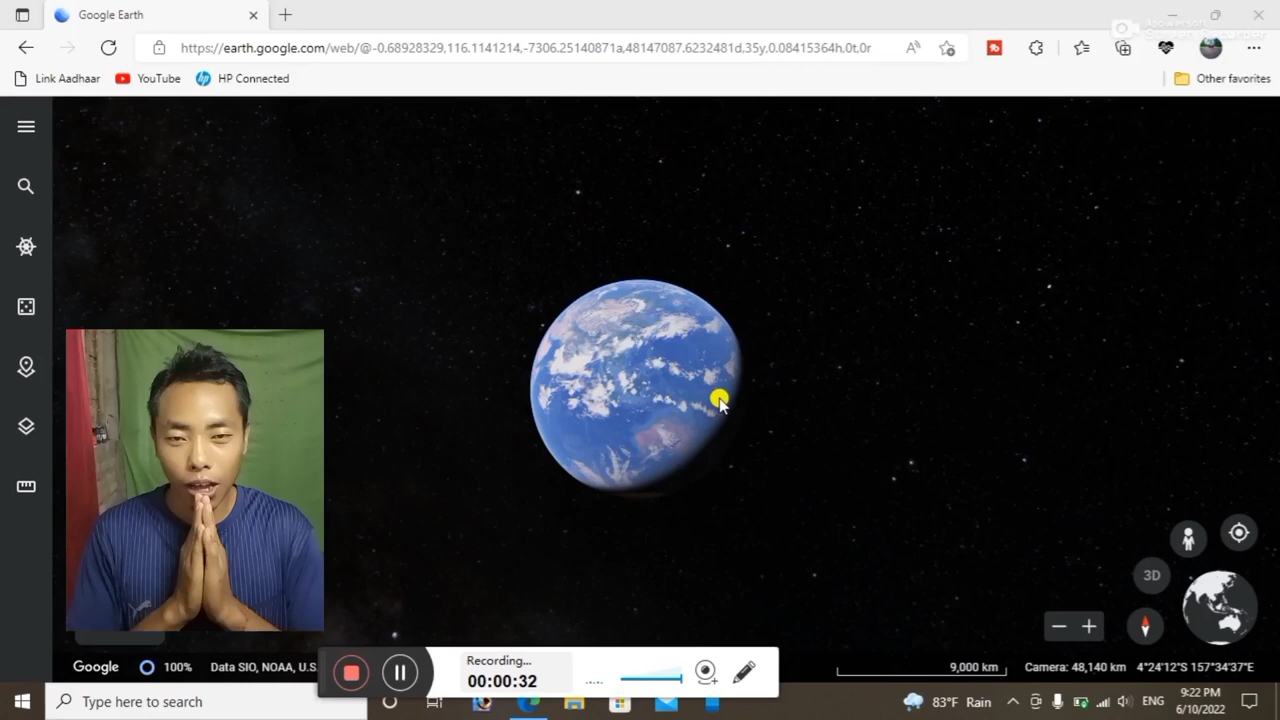 Google Earth
https://earth.google.com/web/@-0.68928329,116.1141214,-7306.25140871a,48147087.6232481d,35y,0.08415364h,0t,0r
Link Aadhaar
YouTube
HP Connected
Other favorites
3D
Google
100%
Data SIO, NOAA, U.S.
9,000 km
Camera: 48,140 km
4°24'12"S 157°34'37"E
Recording...
00:00:32
Type here to search
83°F Rain
ENG
9:22 PM
6/10/2022